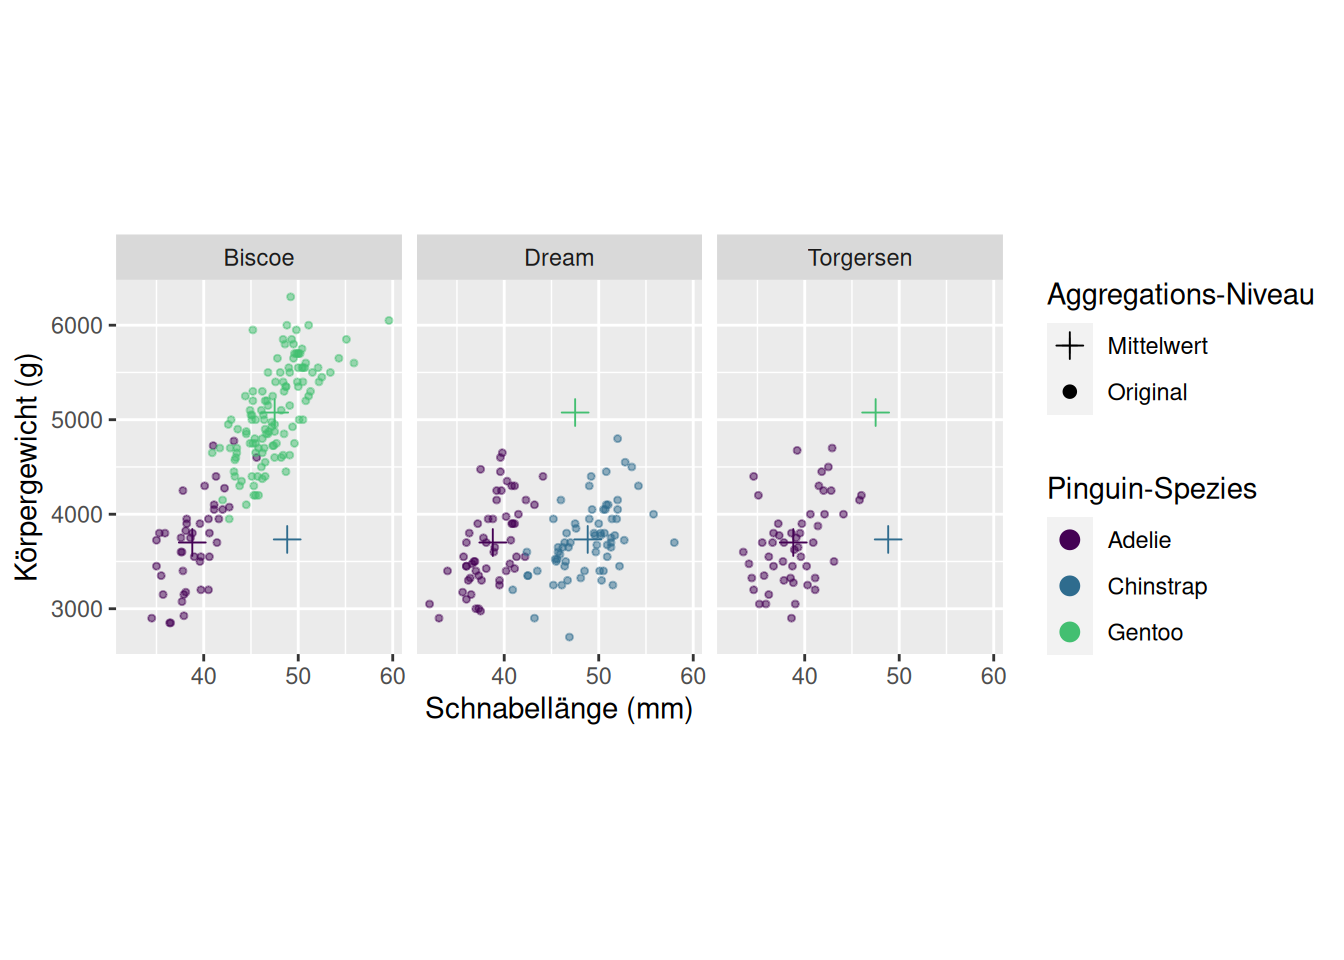 Biscoe
Dream
Torgersen
Körpergewicht (g)
6000
5000
4000
3000
40 50 60
40 50 60
40 50 60
Schnabellänge (mm)
Aggregations-Niveau
Mittelwert
Original
Pinguin-Spezies
Adelie
Chinstrap
Gentoo